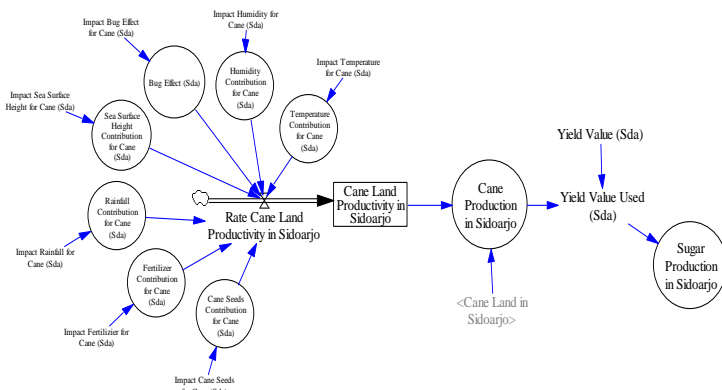 Impact Bug Effect
for Cane (Sda)
Impact Humidity for
Cane (Sda)
Bug Effect (Sda)
Humidity
Contribution for
Cane (Sda)
Impact Temperature
for Cane (Sda)
Impact Sea Surface
Height for Cane (Sda)
Sea Surface
Height
Contribution for
Cane (Sda)
Temperature
Contribution for
Cane (Sda)
Rainfall
Contribution for
Cane (Sda)
Impact Rainfall for
Cane (Sda)
Rate Cane Land
Productivity in Sidoarjo
Cane Land
Productivity in
Sidoarjo
Cane
Production
in Sidoarjo
Yield Value (Sda)
Yield Value Used
(Sda)
Sugar
Production
in Sidoarjo
<Cane Land in
Sidoarjo>
Fertilizer
Contribution
for Cane
(Sda)
Impact Fertilizier for
Cane (Sda)
Cane Seeds
Contribution for
Cane (Sda)
Impact Cane Seeds